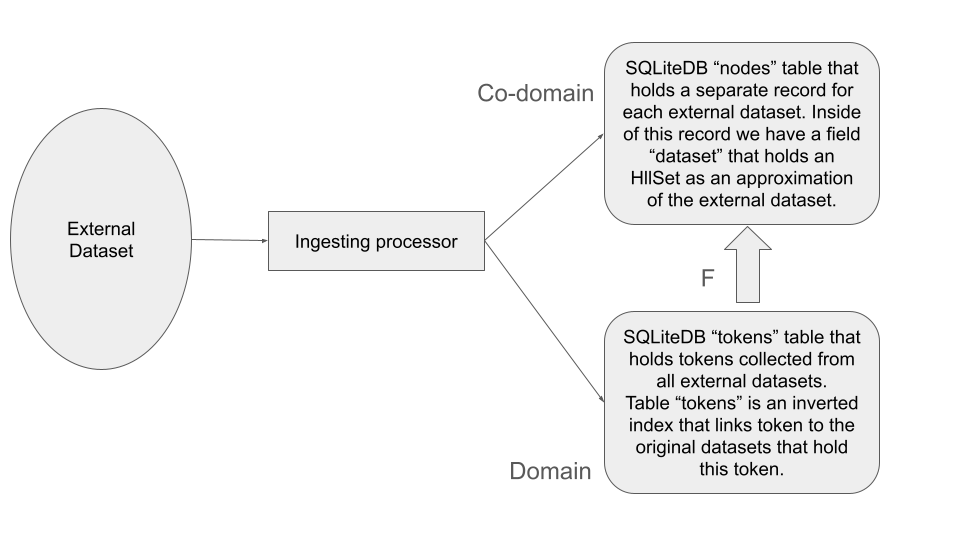 External
Dataset
Ingesting processor
Co-domain
SQLiteDB “nodes” table that
holds a separate record for
each external dataset. Inside
of this record we have a field
“dataset” that holds an
HllSet as an approximation
of the external dataset.
F
SQLiteDB “tokens” table that
holds tokens collected from
all external datasets.
Table “tokens” is an inverted
index that links token to the
original datasets that hold
this token.
Domain